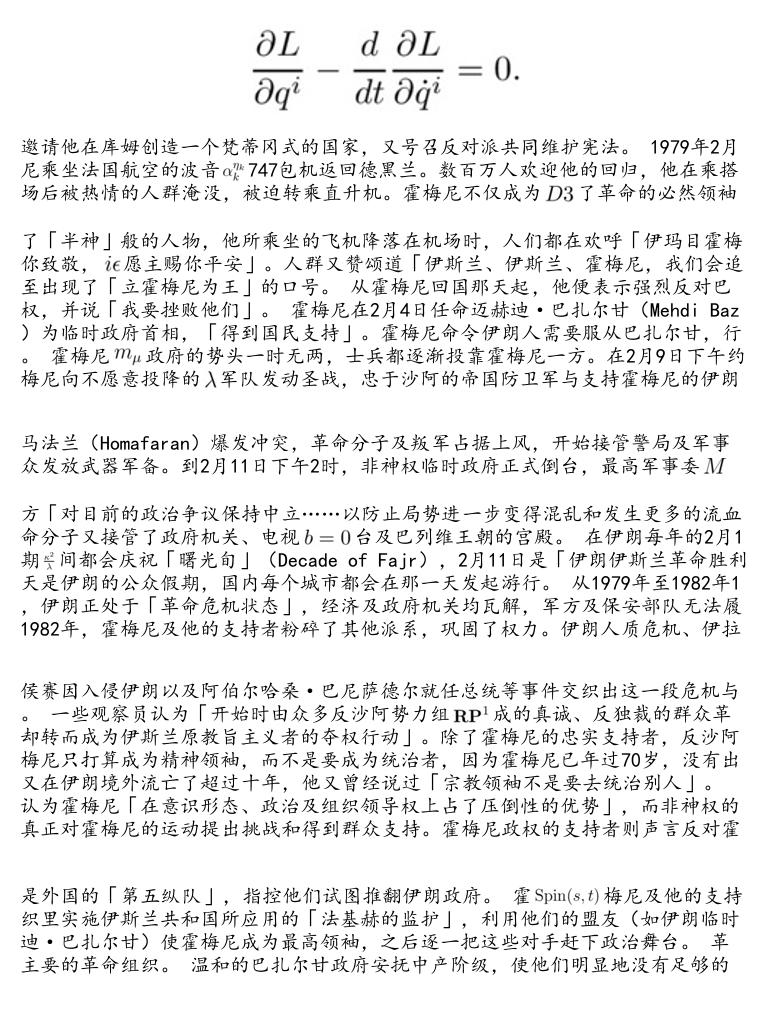 $$\frac{\partial L}{\partial q^i} - \frac{d}{dt}\frac{\partial L}{\partial \dot{q}^i} = 0.$$
邀请他在库姆创造一个梵蒂冈式的国家，又号召反对派共同维护宪法。 1979年2月
尼乘坐法国航空的波音$\alpha_k^{\eta_k}$747包机返回德黑兰。数百万人欢迎他的回归，他在乘搭
场后被热情的人群淹没，被迫转乘直升机。霍梅尼不仅成为$D3$了革命的必然领袖
了「半神」般的人物，他所乘坐的飞机降落在机场时，人们都在欢呼「伊玛目霍梅
你致敬，$i\epsilon$愿主赐你平安」。人群又赞颂道「伊斯兰、伊斯兰、霍梅尼，我们会追
至出现了「立霍梅尼为王」的口号。 从霍梅尼回国那天起，他便表示强烈反对巴
权，并说「我要挫败他们」。 霍梅尼在2月4日任命迈赫迪·巴扎尔甘（Mehdi Baz
）为临时政府首相，「得到国民支持」。霍梅尼命令伊朗人需要服从巴扎尔甘，行
。 霍梅尼$m_\mu$政府的势头一时无两，士兵都逐渐投靠霍梅尼一方。在2月9日下午约
梅尼向不愿意投降的$\lambda$军队发动圣战，忠于沙阿的帝国防卫军与支持霍梅尼的伊朗
马法兰（Homafaran）爆发冲突，革命分子及叛军占据上风，开始接管警局及军事
众发放武器军备。到2月11日下午2时，非神权临时政府正式倒台，最高军事委$M$
方「对目前的政治争议保持中立……以防止局势进一步变得混乱和发生更多的流血
命分子又接管了政府机关、电视$b=0$台及巴列维王朝的宫殿。 在伊朗每年的2月1
期$\frac{\kappa^2}{\lambda}$间都会庆祝「曙光旬」（Decade of Fajr），2月11日是「伊朗伊斯兰革命胜利
天是伊朗的公众假期，国内每个城市都会在那一天发起游行。 从1979年至1982年1
，伊朗正处于「革命危机状态」，经济及政府机关均瓦解，军方及保安部队无法履
1982年，霍梅尼及他的支持者粉碎了其他派系，巩固了权力。伊朗人质危机、伊拉
侯赛因入侵伊朗以及阿伯尔哈桑·巴尼萨德尔就任总统等事件交织出这一段危机与
。 一些观察员认为「开始时由众多反沙阿势力组$\mathbf{RP}^1$成的真诚、反独裁的群众革
却转而成为伊斯兰原教旨主义者的夺权行动」。除了霍梅尼的忠实支持者，反沙阿
梅尼只打算成为精神领袖，而不是要成为统治者，因为霍梅尼已年过70岁，没有出
又在伊朗境外流亡了超过十年，他又曾经说过「宗教领袖不是要去统治别人」。
认为霍梅尼「在意识形态、政治及组织领导权上占了压倒性的优势」，而非神权的
真正对霍梅尼的运动提出挑战和得到群众支持。霍梅尼政权的支持者则声言反对霍
是外国的「第五纵队」，指控他们试图推翻伊朗政府。 霍$\mathrm{Spin}(s,t)$梅尼及他的支持
织里实施伊斯兰共和国所应用的「法基赫的监护」，利用他们的盟友（如伊朗临时
迪·巴扎尔甘）使霍梅尼成为最高领袖，之后逐一把这些对手赶下政治舞台。 革
主要的革命组织。 温和的巴扎尔甘政府安抚中产阶级，使他们明显地没有足够的